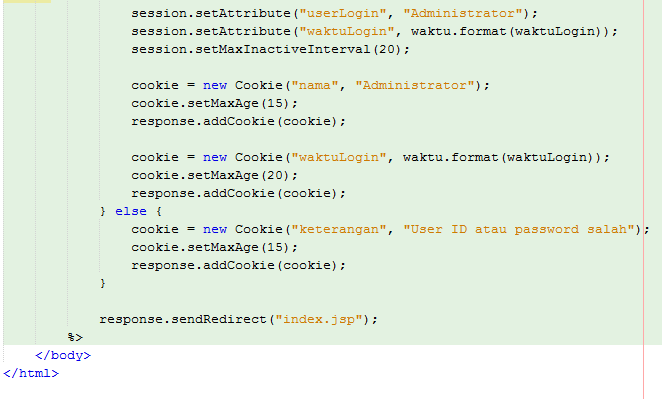 session.setAttribute("userLogin", "Administrator");
session.setAttribute("waktuLogin", waktu.format(waktuLogin));
session.setMaxInactiveInterval(20);
cookie = new Cookie("nama", "Administrator");
cookie.setMaxAge(15);
response.addCookie(cookie);
cookie = new Cookie("waktuLogin", waktu.format(waktuLogin));
cookie.setMaxAge(20);
response.addCookie(cookie);
} else {
cookie = new Cookie("keterangan", "User ID atau password salah");
cookie.setMaxAge(15);
response.addCookie(cookie);
}
response.sendRedirect("index.jsp");
%>
</body>
</html>